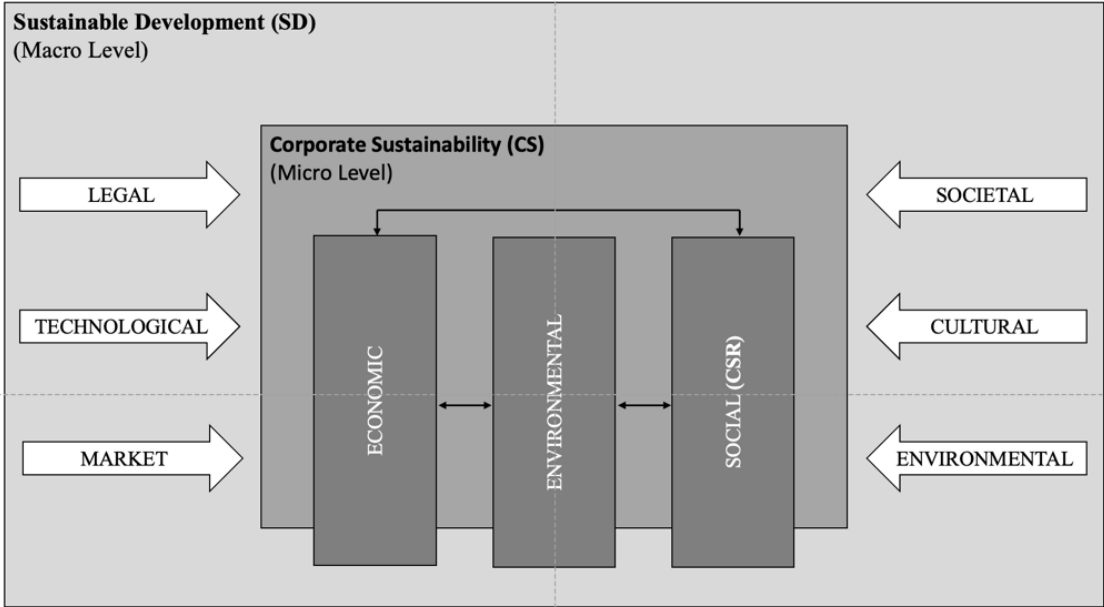 Sustainable Development (SD)
(Macro Level)
Corporate Sustainability (CS)
(Micro Level)
LEGAL
SOCIETAL
TECHNOLOGICAL
CULTURAL
MARKET
ENVIRONMENTAL
ECONOMIC
ENVIRONMENTAL
SOCIAL (CSR)